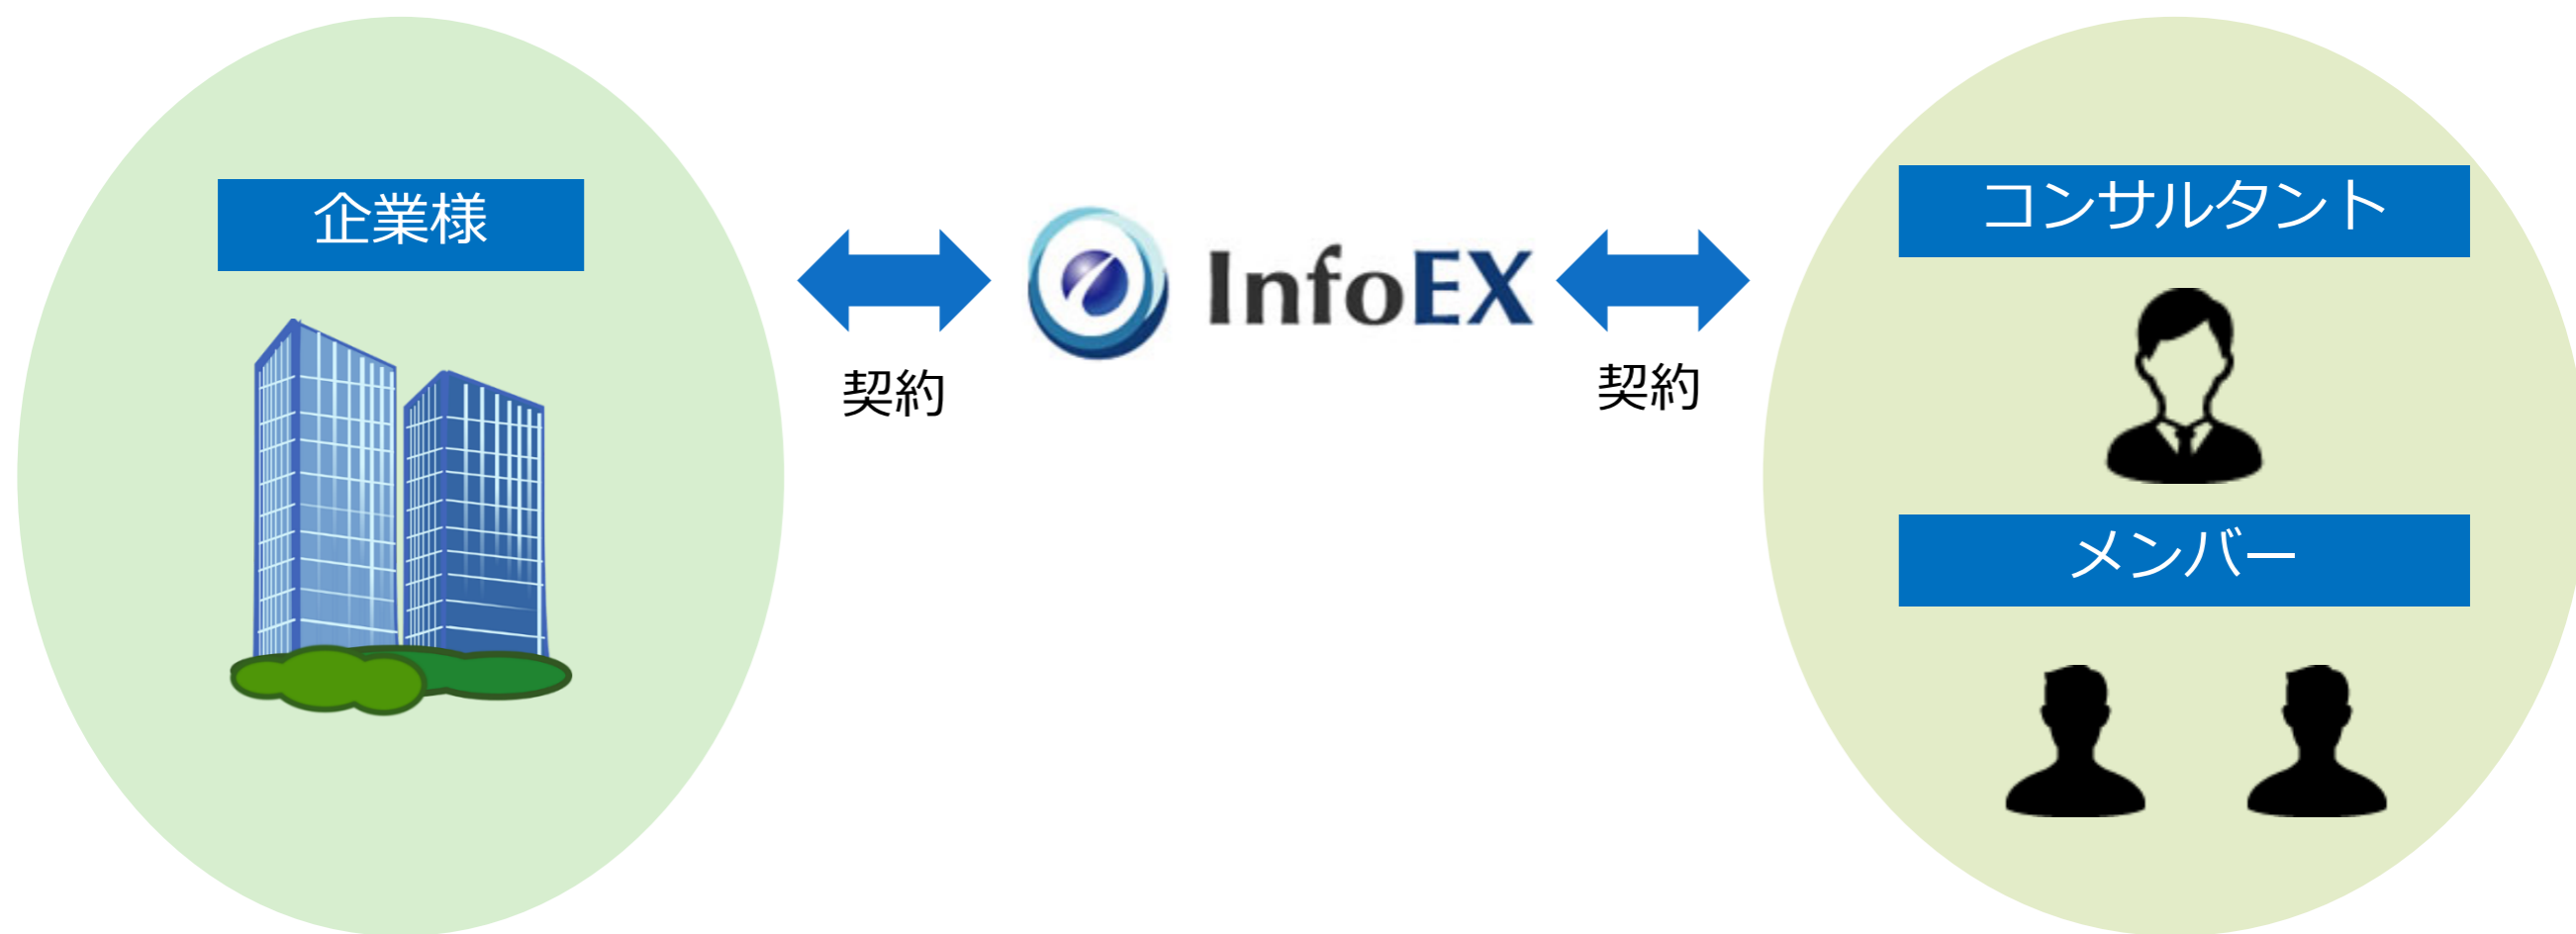 企業様
契約
InfoEX
契約
コンサルタント
メンバー